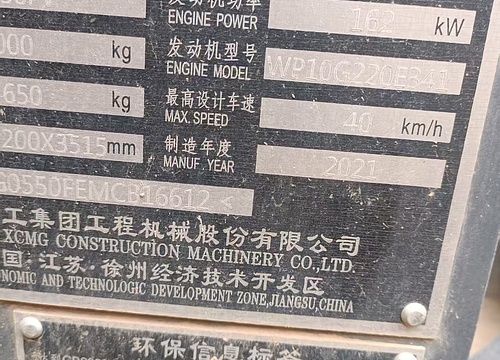 发动机功率
ENGINE POWER 162 kW
000 kg
发动机型号
ENGINE MODEL WP10G220E341
650 kg
最高设计车速
MAX. SPEED 40 km/h
200X3515mm
制造年度
MANUF. YEAR 2021
G0550FEMCB16612 <
工集团工程机械股份有限公司
XCMG CONSTRUCTION MACHINERY CO.,LTD.
国·江苏·徐州经济技术开发区
NOMIC AND TECHNOLOGIC DEVELOPMENT ZONE,JIANGSU,CHINA
环保信息标签